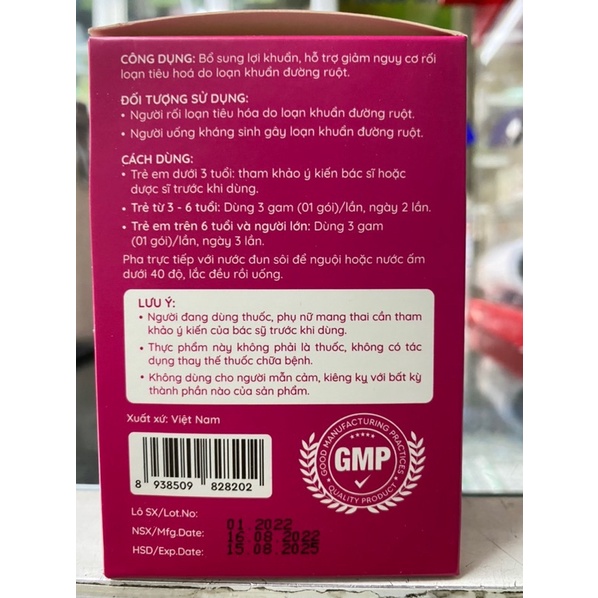 CÔNG DỤNG: Bổ sung lợi khuẩn, hỗ trợ giảm nguy cơ rối
loạn tiêu hoá do loạn khuẩn đường ruột.
ĐỐI TƯỢNG SỬ DỤNG:
• Người rối loạn tiêu hóa do loạn khuẩn đường ruột.
• Người uống kháng sinh gây loạn khuẩn đường ruột.
CÁCH DÙNG:
• Trẻ em dưới 3 tuổi: tham khảo ý kiến bác sĩ hoặc
dược sĩ trước khi dùng.
• Trẻ từ 3 - 6 tuổi: Dùng 3 gam (01 gói)/lần, ngày 2 lần.
• Trẻ em trên 6 tuổi và người lớn: Dùng 3 gam
(01 gói)/lần, ngày 3 lần.
Pha trực tiếp với nước đun sôi để nguội hoặc nước ấm
dưới 40 độ, lắc đều rồi uống.
LƯU Ý:
• Người đang dùng thuốc, phụ nữ mang thai cần tham
khảo ý kiến của bác sỹ trước khi dùng.
• Thực phẩm này không phải là thuốc, không có tác
dụng thay thế thuốc chữa bệnh.
• Không dùng cho người mẫn cảm, kiêng kỵ với bất kỳ
thành phần nào của sản phẩm.
Xuất xứ: Việt Nam
8 938509 828202
GOOD MANUFACTURING PRACTICES
GMP
QUALITY PRODUCT
Lô SX/Lot.No: 01 2022
NSX/Mfg.Date: 16 08 2022
HSD/Exp.Date: 15.08.2025